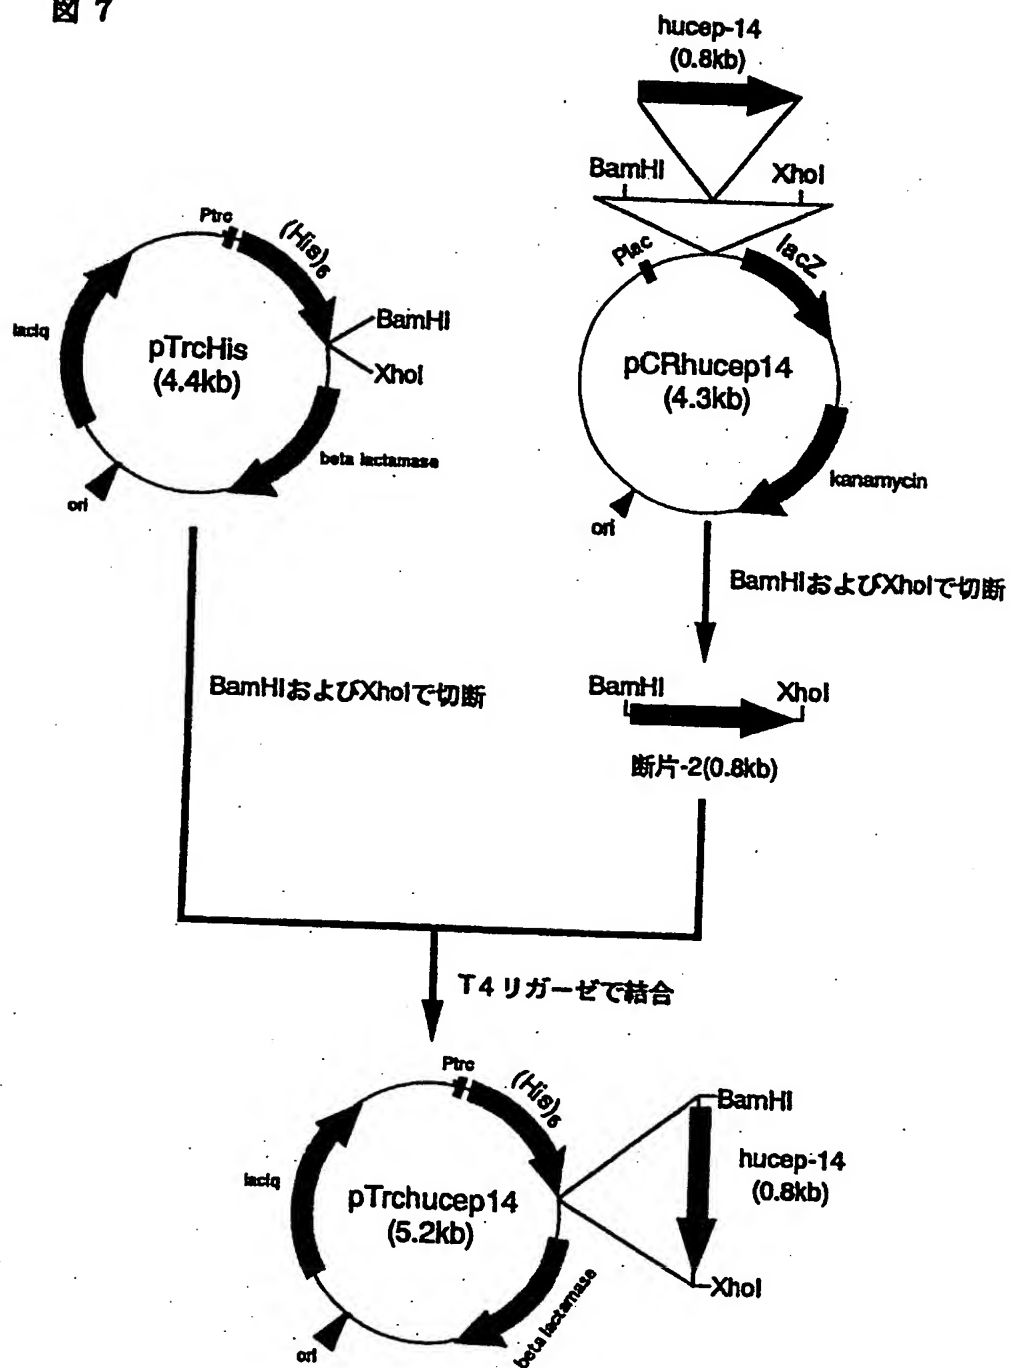 図 7
hucep-14
(0.8kb)
BamHI
XhoI
Plac
lacZ
pCRhucep14
(4.3kb)
kanamycin
ori
Ptrc
(His)6
lacIq
pTrcHis
(4.4kb)
BamHI
XhoI
beta lactamase
ori
BamHIおよびXhoIで切断
BamHIおよびXhoIで切断
BamHI
XhoI
断片-2(0.8kb)
T4 リガーゼで結合
Ptrc
(His)6
lacIq
pTrchucep14
(5.2kb)
BamHI
hucep-14
(0.8kb)
XhoI
beta lactamase
ori